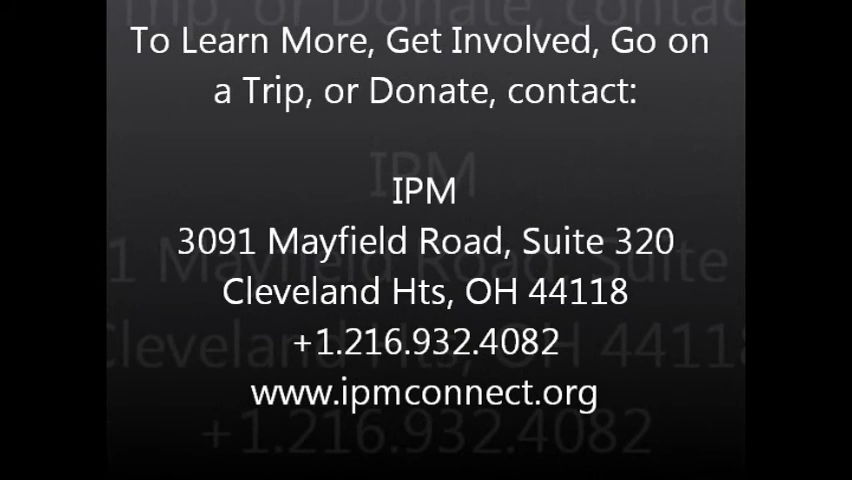 To Learn More, Get Involved, Go on
a Trip, or Donate, contact:
IPM
3091 Mayfield Road, Suite 320
Cleveland Hts, OH 44118
+1.216.932.4082
www.ipmconnect.org